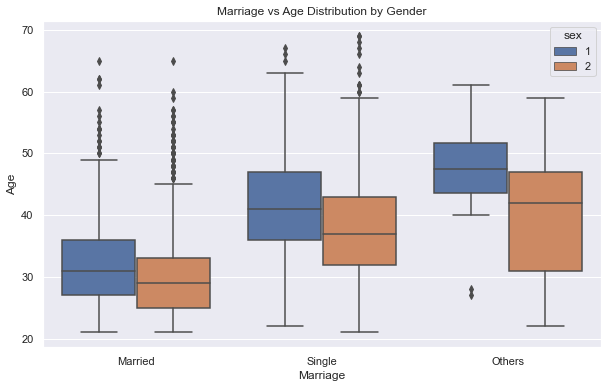 Marriage vs Age Distribution by Gender
70
60
50
40
30
20
Age
sex
1
2
Married
Single
Others
Marriage